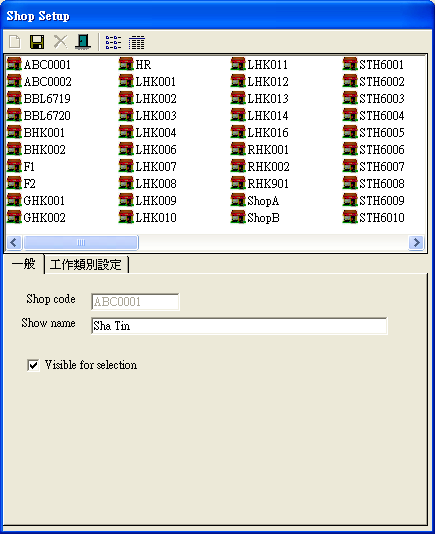 Shop Setup
ABC0001
ABC0002
BBL6719
BBL6720
BHK001
BHK002
F1
F2
GHK001
GHK002
HR
LHK001
LHK002
LHK003
LHK004
LHK006
LHK007
LHK008
LHK009
LHK010
LHK011
LHK012
LHK013
LHK014
LHK016
RHK001
RHK002
RHK901
ShopA
ShopB
STH6001
STH6002
STH6003
STH6004
STH6005
STH6006
STH6007
STH6008
STH6009
STH6010
一般 工作類別設定
Shop code ABC0001
Show name Sha Tin
Visible for selection